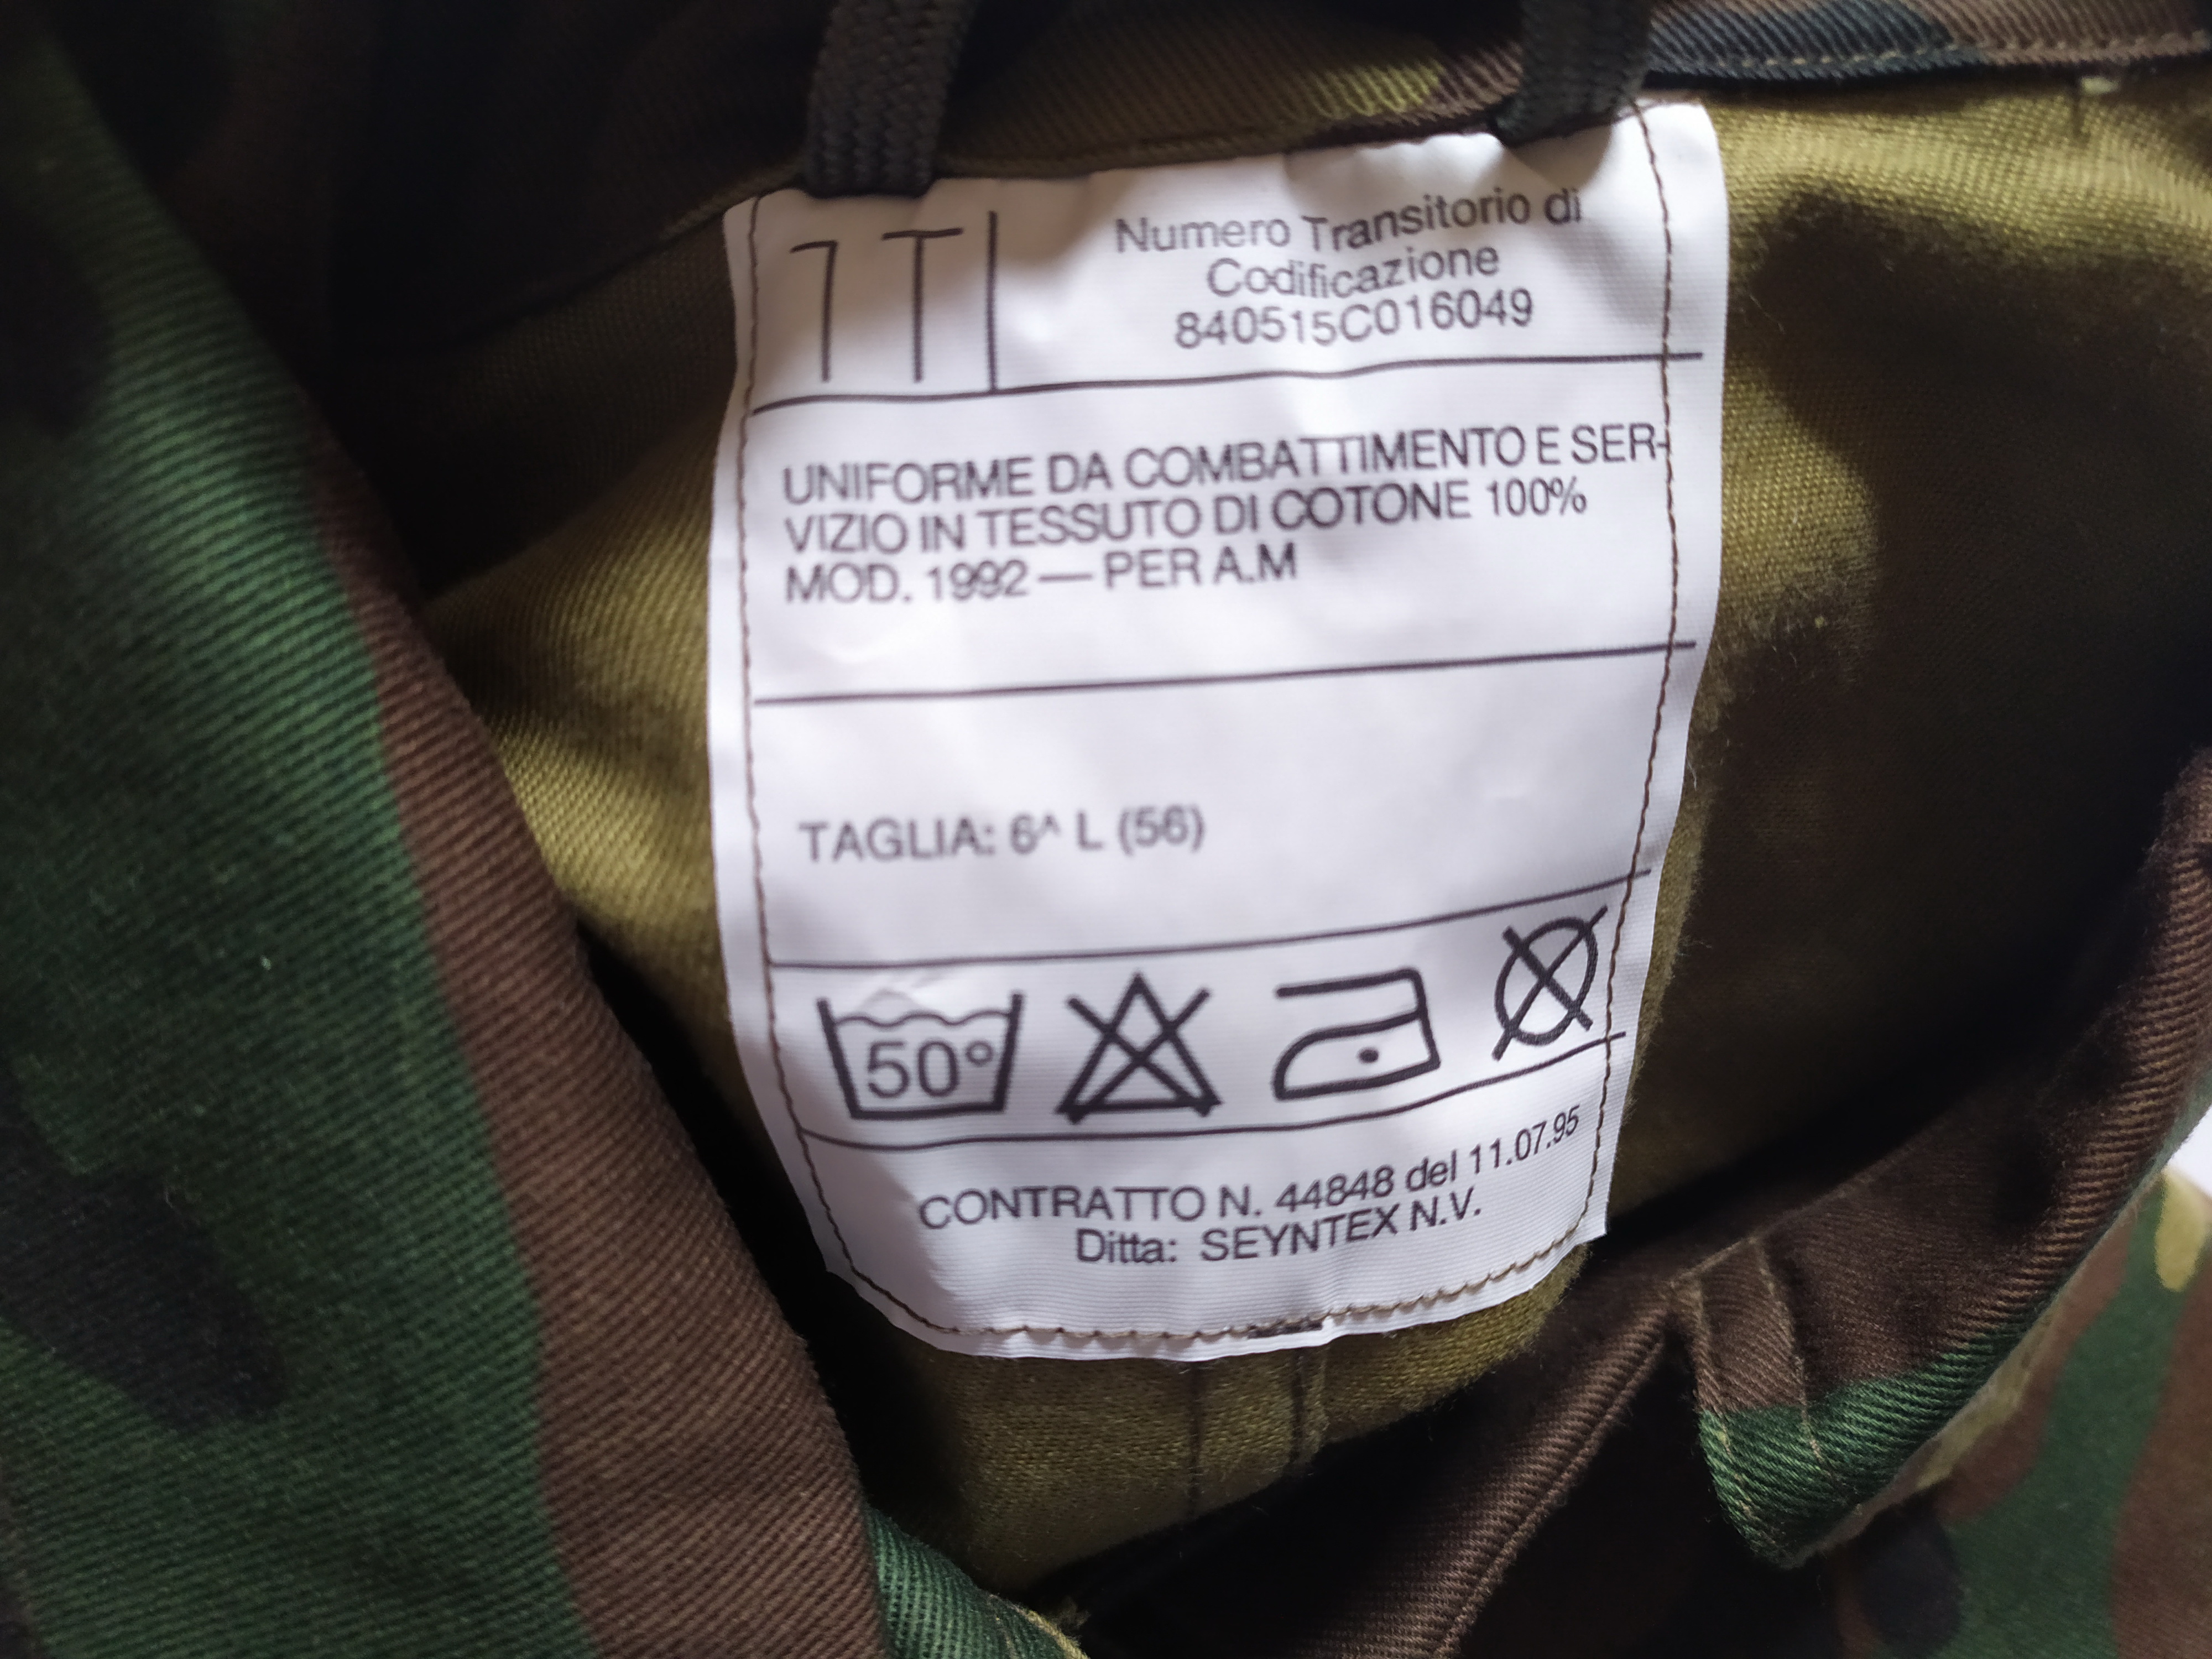 TT
Numero Transitorio di
Codificazione
840515C016049
UNIFORME DA COMBATTIMENTO E SER-
VIZIO IN TESSUTO DI COTONE 100%
MOD. 1992 — PER A.M
TAGLIA: 6^ L (56)
50°
CONTRATTO N. 44848 del 11.07.95
Ditta: SEYNTEX N.V.